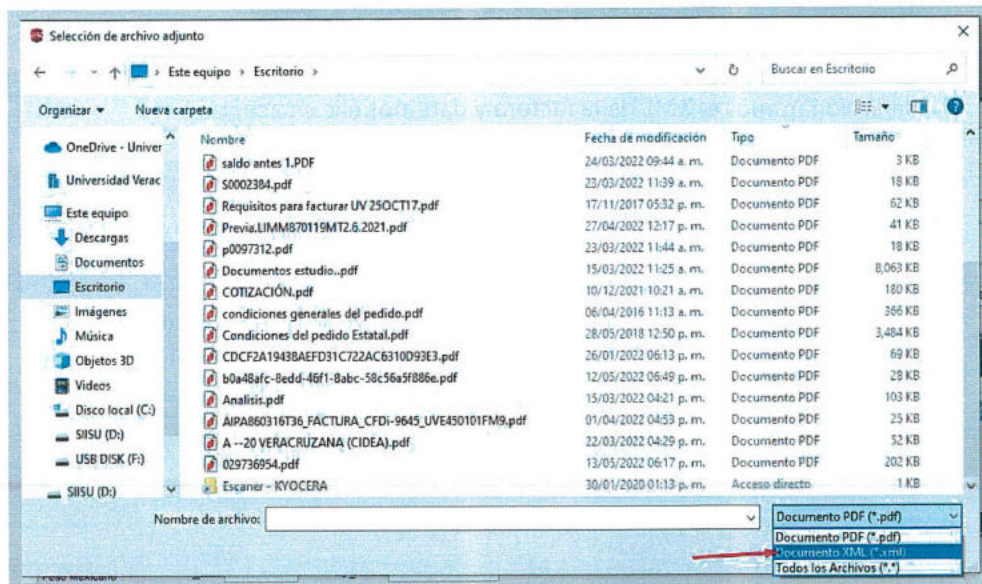 Selección de archivo adjunto
Este equipo > Escritorio >
Buscar en Escritorio
Organizar Nueva carpeta
Nombre Fecha de modificación Tipo Tamaño
OneDrive - Univer
Universidad Verac
Este equipo
Descargas
Documentos
Escritorio
Imágenes
Música
Objetos 3D
Videos
Disco local (C:)
SIISU (D:)
USB DISK (F:)
SIISU (D:)
saldo antes 1.PDF 24/03/2022 09:44 a. m. Documento PDF 3 KB
S0002384.pdf 23/03/2022 11:39 a. m. Documento PDF 18 KB
Requisitos para facturar UV 25OCT17.pdf 17/11/2017 05:32 p. m. Documento PDF 62 KB
Previa.LIMM870119MT2.6.2021.pdf 27/04/2022 12:17 p. m. Documento PDF 41 KB
p0097312.pdf 23/03/2022 11:44 a. m. Documento PDF 18 KB
Documentos estudio..pdf 15/03/2022 11:25 a. m. Documento PDF 8,063 KB
COTIZACIÓN.pdf 10/12/2021 10:21 a. m. Documento PDF 180 KB
condiciones generales del pedido.pdf 06/04/2016 11:13 a. m. Documento PDF 366 KB
Condiciones del pedido Estatal.pdf 28/05/2018 12:50 p. m. Documento PDF 3,484 KB
CDCF2A19438AEFD31C722AC6310D93E3.pdf 26/01/2022 06:13 p. m. Documento PDF 69 KB
b0a48afc-8edd-46f1-8abc-58c56a5f886e.pdf 12/05/2022 06:49 p. m. Documento PDF 28 KB
Analisis.pdf 15/03/2022 04:21 p. m. Documento PDF 103 KB
AIPA860316T36_FACTURA_CFDi-9645_UVE450101FM9.pdf 01/04/2022 04:53 p. m. Documento PDF 25 KB
A --20 VERACRUZANA (CIDEA).pdf 22/03/2022 04:29 p. m. Documento PDF 52 KB
029736954.pdf 13/05/2022 06:17 p. m. Documento PDF 202 KB
Escaner - KYOCERA 30/01/2020 01:13 p. m. Acceso directo 1 KB
Nombre de archivo: Documento PDF (*.pdf)
Documento PDF (*.pdf)
Documento XML (*.xml)
Todos los Archivos (*.*)
Peso Mexicano